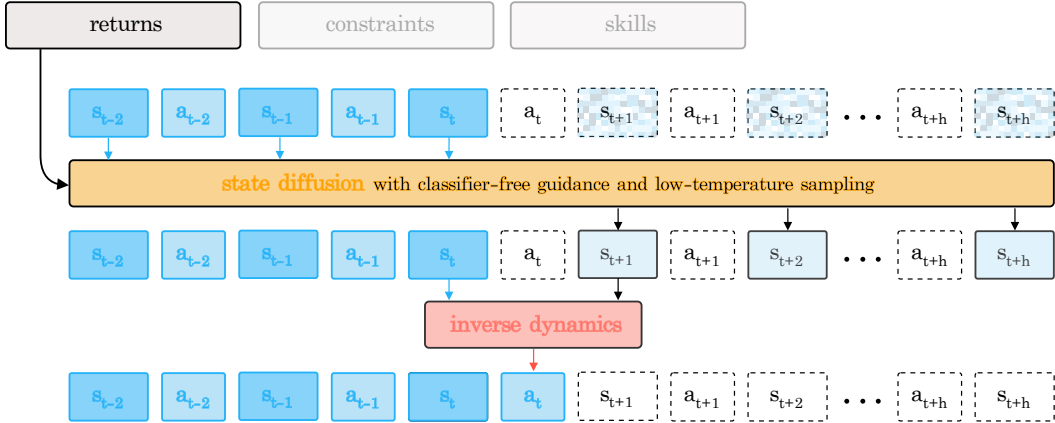 returns constraints skills
s_{t-2} a_{t-2} s_{t-1} a_{t-1} s_t a_t s_{t+1} a_{t+1} s_{t+2} ... a_{t+h} s_{t+h}
state diffusion with classifier-free guidance and low-temperature sampling
s_{t-2} a_{t-2} s_{t-1} a_{t-1} s_t a_t s_{t+1} a_{t+1} s_{t+2} ... a_{t+h} s_{t+h}
inverse dynamics
s_{t-2} a_{t-2} s_{t-1} a_{t-1} s_t a_t s_{t+1} a_{t+1} s_{t+2} ... a_{t+h} s_{t+h}